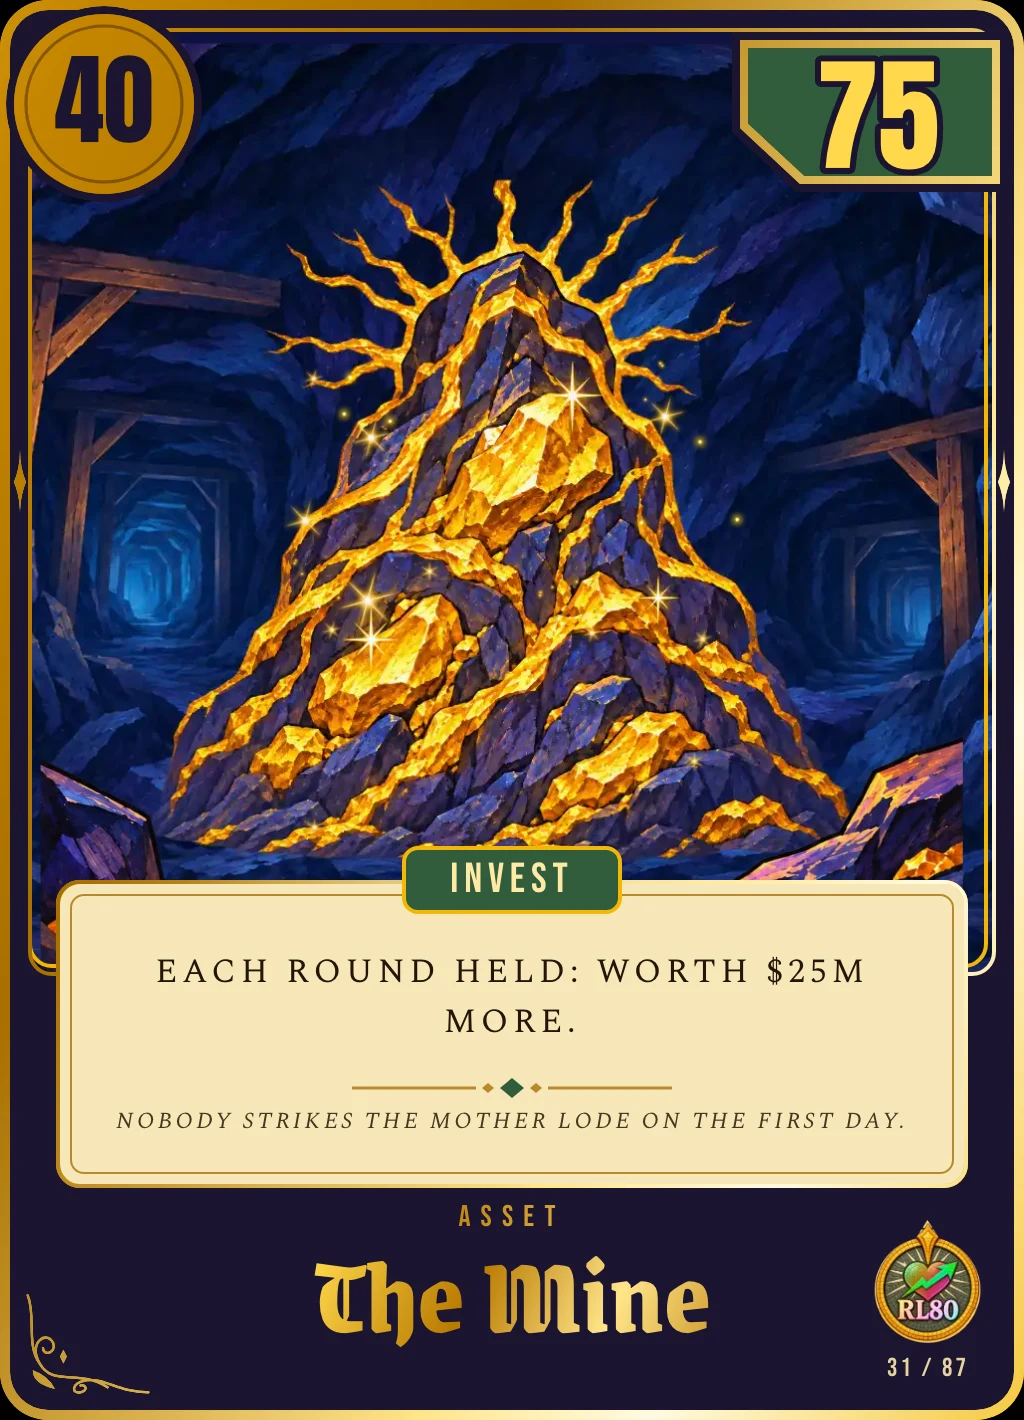 40
75
INVEST
EACH ROUND HELD: WORTH $25M
MORE.
NOBODY STRIKES THE MOTHER LODE ON THE FIRST DAY.
ASSET
The Mine
RL80
31 / 87